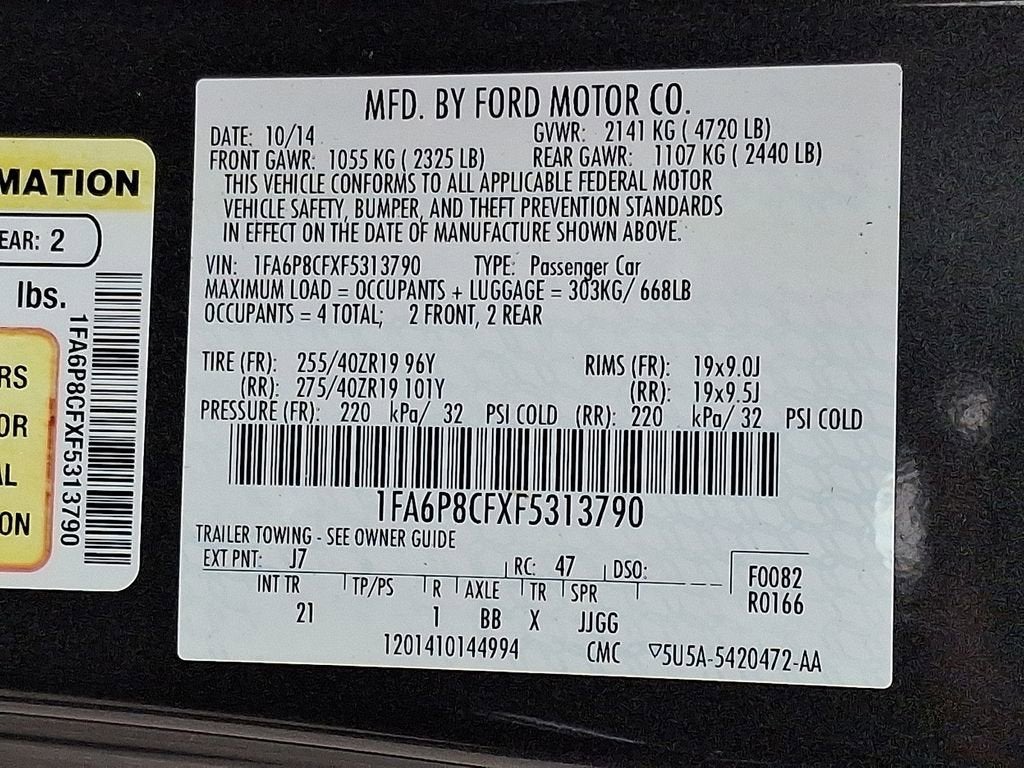 MATION
EAR: 2
lbs.
RS
OR
AL
ON
1FA6P8CFXF5313790
MFD. BY FORD MOTOR CO.
DATE: 10/14 GVWR: 2141 KG ( 4720 LB)
FRONT GAWR: 1055 KG ( 2325 LB) REAR GAWR: 1107 KG ( 2440 LB)
THIS VEHICLE CONFORMS TO ALL APPLICABLE FEDERAL MOTOR
VEHICLE SAFETY, BUMPER, AND THEFT PREVENTION STANDARDS
IN EFFECT ON THE DATE OF MANUFACTURE SHOWN ABOVE.
VIN: 1FA6P8CFXF5313790 TYPE: Passenger Car
MAXIMUM LOAD = OCCUPANTS + LUGGAGE = 303KG/ 668LB
OCCUPANTS = 4 TOTAL; 2 FRONT, 2 REAR
TIRE (FR): 255/40ZR19 96Y RIMS (FR): 19x9.0J
(RR): 275/40ZR19 101Y (RR): 19x9.5J
PRESSURE (FR): 220 kPa/ 32 PSI COLD (RR): 220 kPa/ 32 PSI COLD
1FA6P8CFXF5313790
TRAILER TOWING - SEE OWNER GUIDE
EXT PNT: J7 RC: 47 DSO:
INT TR TP/PS R AXLE TR SPR
21 1 BB X JJGG
F0082
R0166
1201410144994 CMC ▽5U5A-5420472-AA